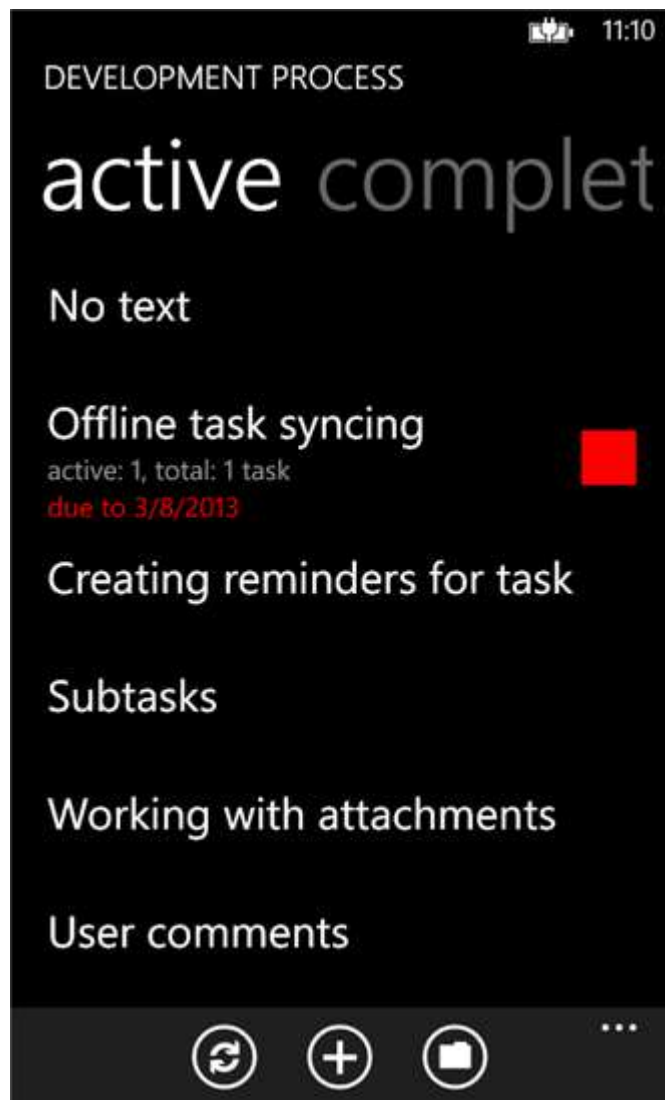 11:10
DEVELOPMENT PROCESS
active complet
No text
Offline task syncing
active: 1, total: 1 task
due to 3/8/2013
Creating reminders for task
Subtasks
Working with attachments
User comments